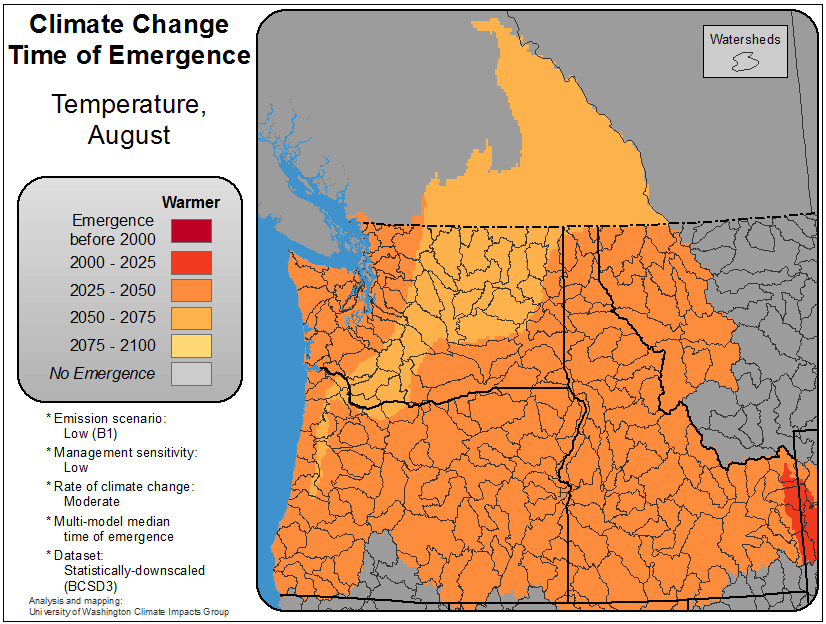 Climate Change
Time of Emergence
Temperature,
August
Warmer
Emergence
before 2000
2000 - 2025
2025 - 2050
2050 - 2075
2075 - 2100
No Emergence
* Emission scenario:
Low (B1)
* Management sensitivity:
Low
* Rate of climate change:
Moderate
* Multi-model median
time of emergence
* Dataset:
Statistically-downscaled
(BCSD3)
Analysis and mapping:
University of Washington Climate Impacts Group
Watersheds